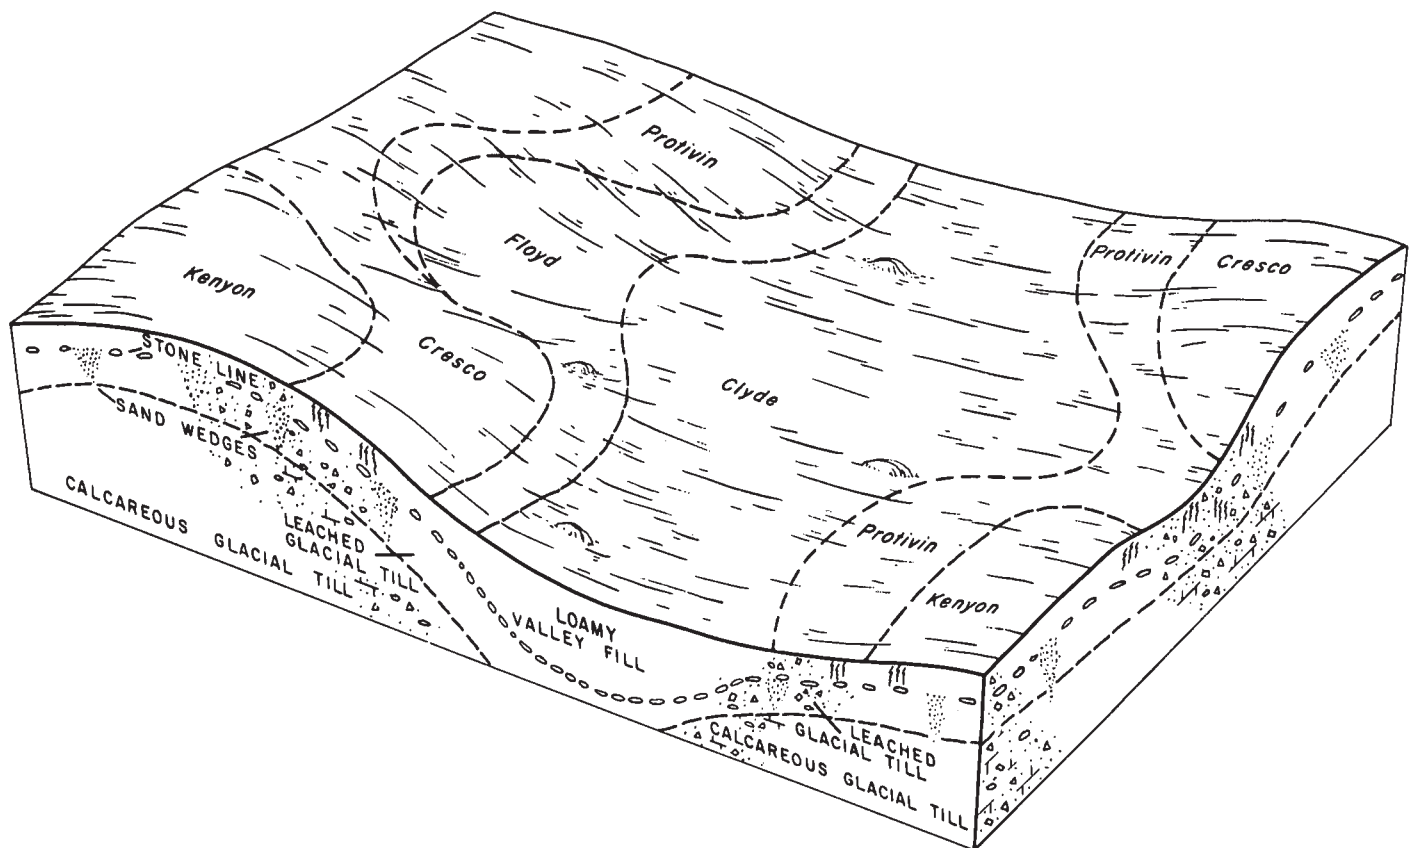 Protivin
Floyd
Kenyon
Cresco
Clyde
Protivin
Cresco
Protivin
Kenyon
STONE LINE
SAND WEDGES
LEACHED
GLACIAL TILL
CALCAREOUS GLACIAL TILL
LOAMY
VALLEY FILL
LEACHED
GLACIAL TILL
CALCAREOUS GLACIAL TILL